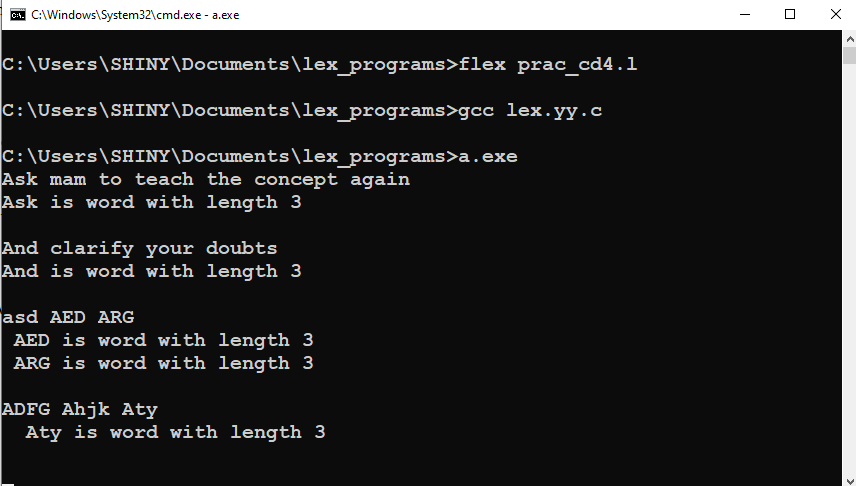 C:\Windows\System32\cmd.exe - a.exe
C:\Users\SHINY\Documents\lex_programs>flex prac_cd4.l
C:\Users\SHINY\Documents\lex_programs>gcc lex.yy.c
C:\Users\SHINY\Documents\lex_programs>a.exe
Ask mam to teach the concept again
Ask is word with length 3
And clarify your doubts
And is word with length 3
asd AED ARG
 AED is word with length 3
 ARG is word with length 3
ADFG Ahjk Aty
  Aty is word with length 3